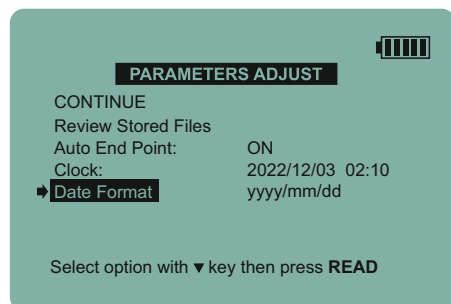 PARAMETERS ADJUST
CONTINUE
Review Stored Files
Auto End Point: ON
Clock: 2022/12/03 02:10
Date Format yyyy/mm/dd
Select option with ▼ key then press READ